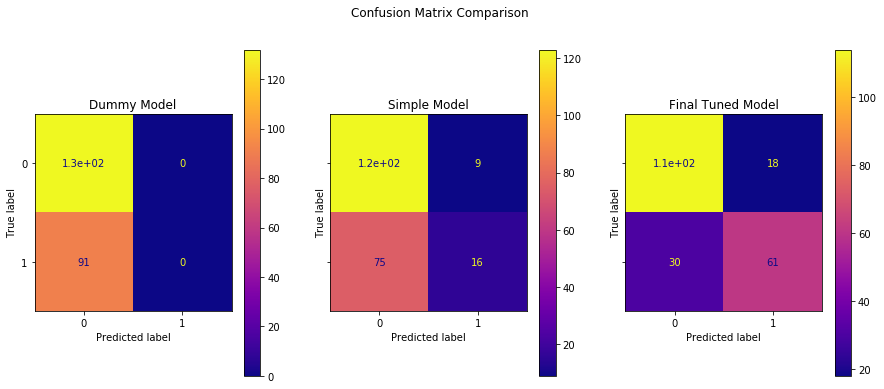 Confusion Matrix Comparison
Dummy Model
True label
0
1
1.3e+02
0
91
0
0
1
Predicted label
120
100
80
60
40
20
0
Simple Model
True label
1.2e+02
9
75
16
0
1
Predicted label
120
100
80
60
40
20
Final Tuned Model
True label
1.1e+02
18
30
61
0
1
Predicted label
100
80
60
40
20